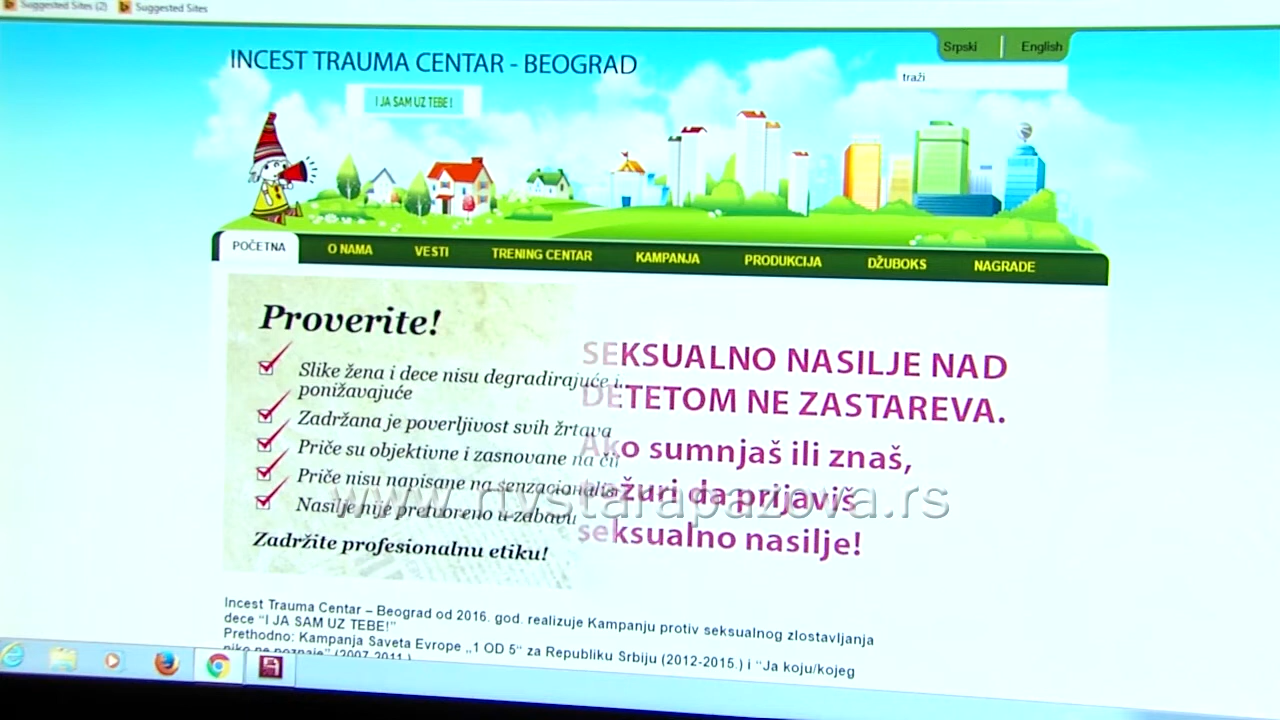 Suggested Sites (2)
Suggested Sites
Srpski
English
INCEST TRAUMA CENTAR - BEOGRAD
traži
I JA SAM UZ TEBE !
POČETNA
O NAMA
VESTI
TRENING CENTAR
KAMPANJA
PRODUKCIJA
DŽUBOKS
NAGRADE
Proverite!
Slike žena i dece nisu degradirajuće i
ponižavajuće
Zadržana je poverljivost svih žrtava
Priče su objektivne i zasnovane na
Priče nisu napisane na
Nasilje nije pretvoreno u zabavu
Zadržite profesionalnu etiku!
SEKSUALNO NASILJE NAD
DETETOM NE ZASTAREVA.
Ako sumnjaš ili znaš,
požuri da prijaviš
seksualno nasilje!
www.rtvstarapazova.rs
Incest Trauma Centar – Beograd od 2016. god. realizuje Kampanju protiv seksualnog zlostavljanja
dece “I JA SAM UZ TEBE!”
Prethodno: Kampanja Saveta Evrope „1 OD 5“ za Republiku Srbiju (2012-2015.) i “Ja koju/kojeg
niko ne poznaje” (2007-2011.)